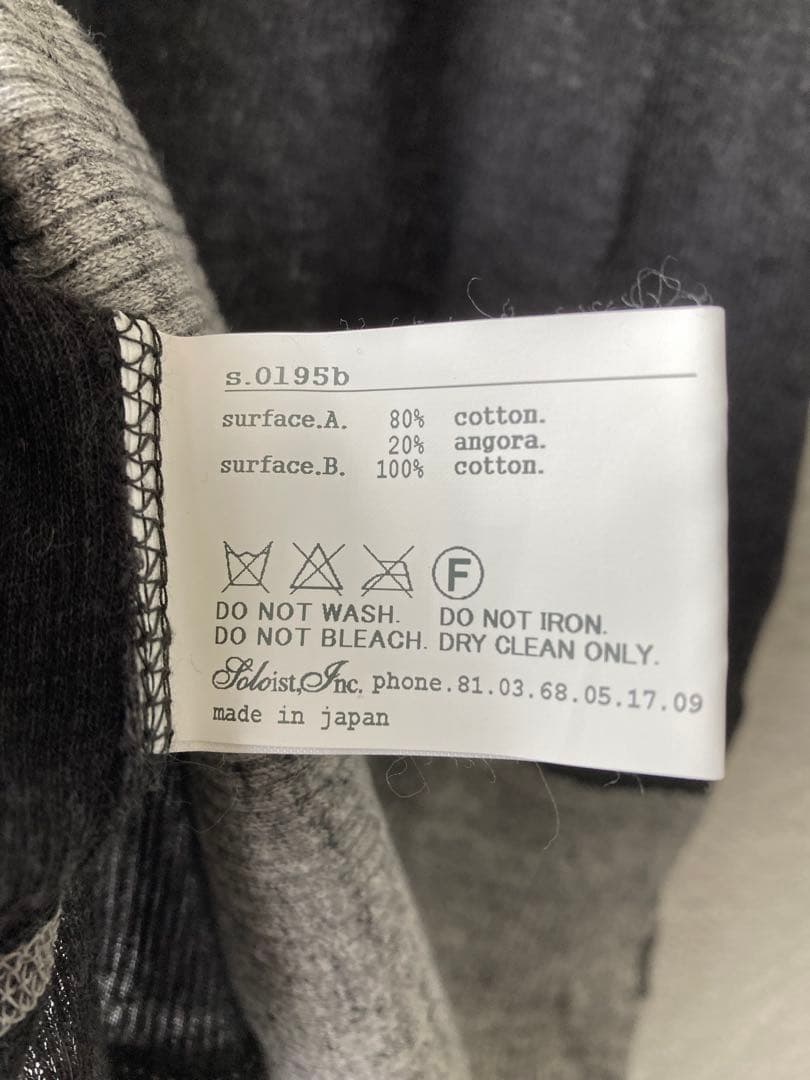 s.0195b
surface.A. 80% cotton.
20% angora.
surface.B. 100% cotton.
F
DO NOT WASH. DO NOT IRON.
DO NOT BLEACH. DRY CLEAN ONLY.
Soloist,Inc. phone.81.03.68.05.17.09
made in japan